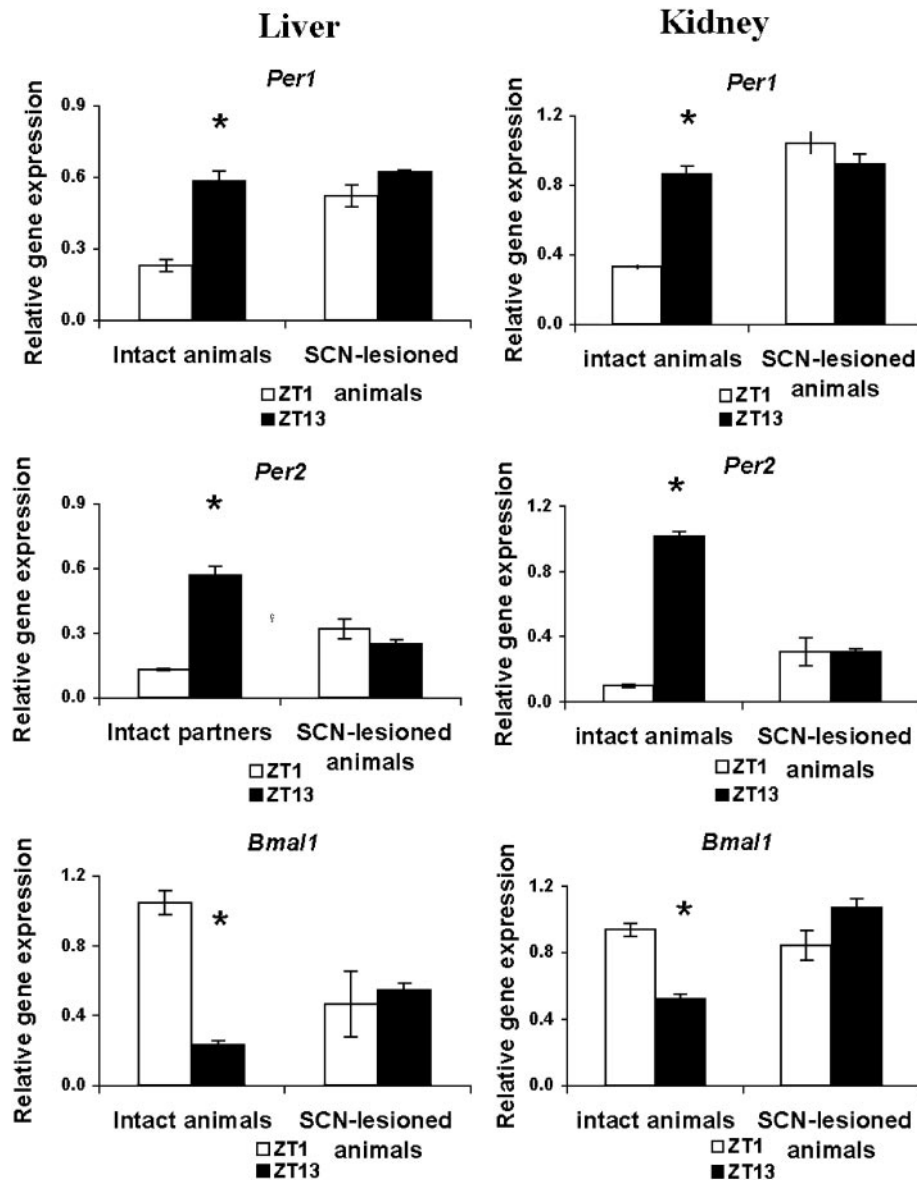 Liver
Kidney
Per1
Relative gene expression
0.9
0.6
0.3
0.0
*
Intact animals
SCN-lesioned
animals
ZT1
ZT13
Per1
Relative gene expression
1.2
0.8
0.4
0.0
*
intact animals
SCN-lesioned
animals
ZT1
ZT13
Per2
Relative gene expression
0.9
0.6
0.3
0.0
*
Intact partners
SCN-lesioned
animals
ZT1
ZT13
Per2
Relative gene expression
1.2
0.8
0.4
0.0
*
intact animals
SCN-lesioned
animals
ZT1
ZT13
Bmal1
Relative gene expression
1.2
0.8
0.4
0.0
*
Intact animals
SCN-lesioned
animals
ZT1
ZT13
Bmal1
Relative gene expression
1.2
0.8
0.4
0.0
*
intact animals
SCN-lesioned
animals
ZT1
ZT13